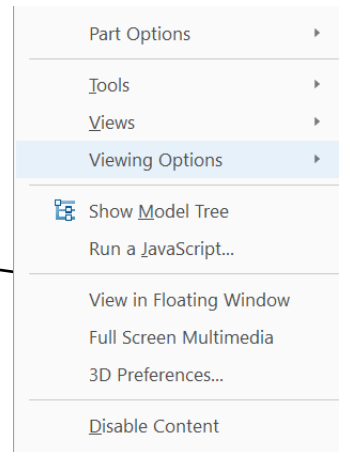 Part Options
Tools
Views
Viewing Options
Show Model Tree
Run a JavaScript...
View in Floating Window
Full Screen Multimedia
3D Preferences...
Disable Content